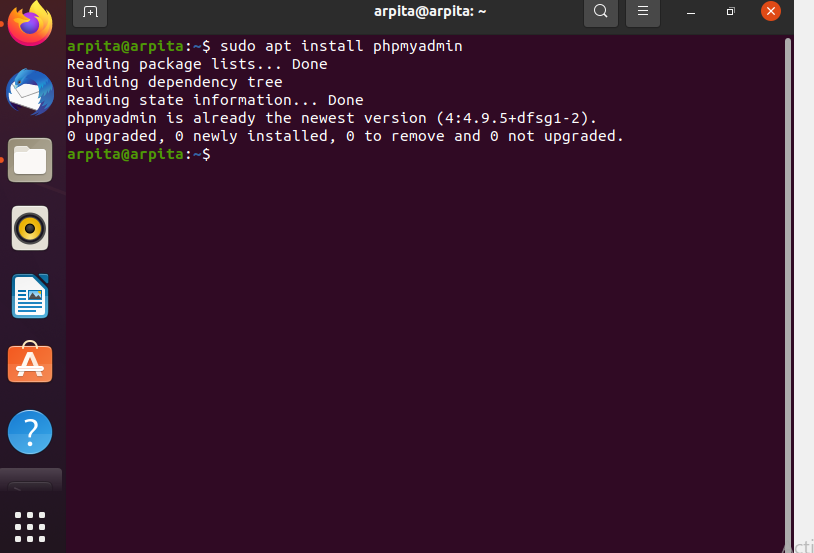 arpita@arpita: ~
arpita@arpita:~$ sudo apt install phpmyadmin
Reading package lists... Done
Building dependency tree
Reading state information... Done
phpmyadmin is already the newest version (4:4.9.5+dfsg1-2).
0 upgraded, 0 newly installed, 0 to remove and 0 not upgraded.
arpita@arpita:~$
Acti